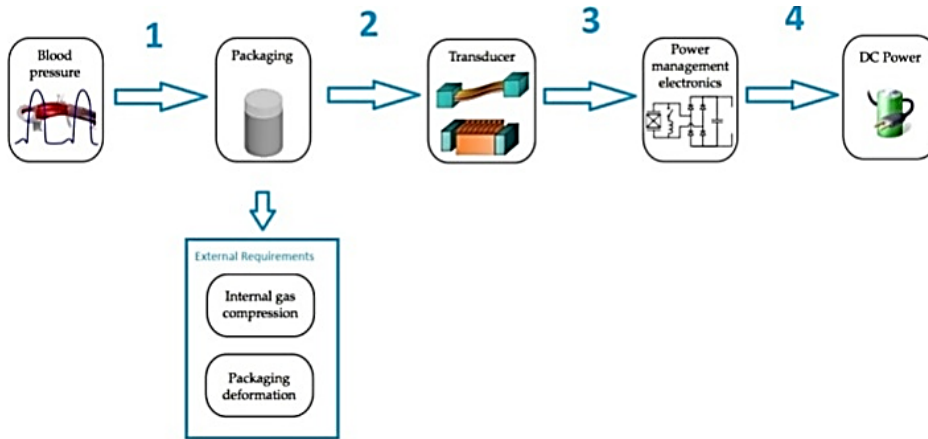 1
2
3
4
Blood
pressure
Packaging
Transducer
Power
management
electronics
DC Power
External Requirements
Internal gas
compression
Packaging
deformation